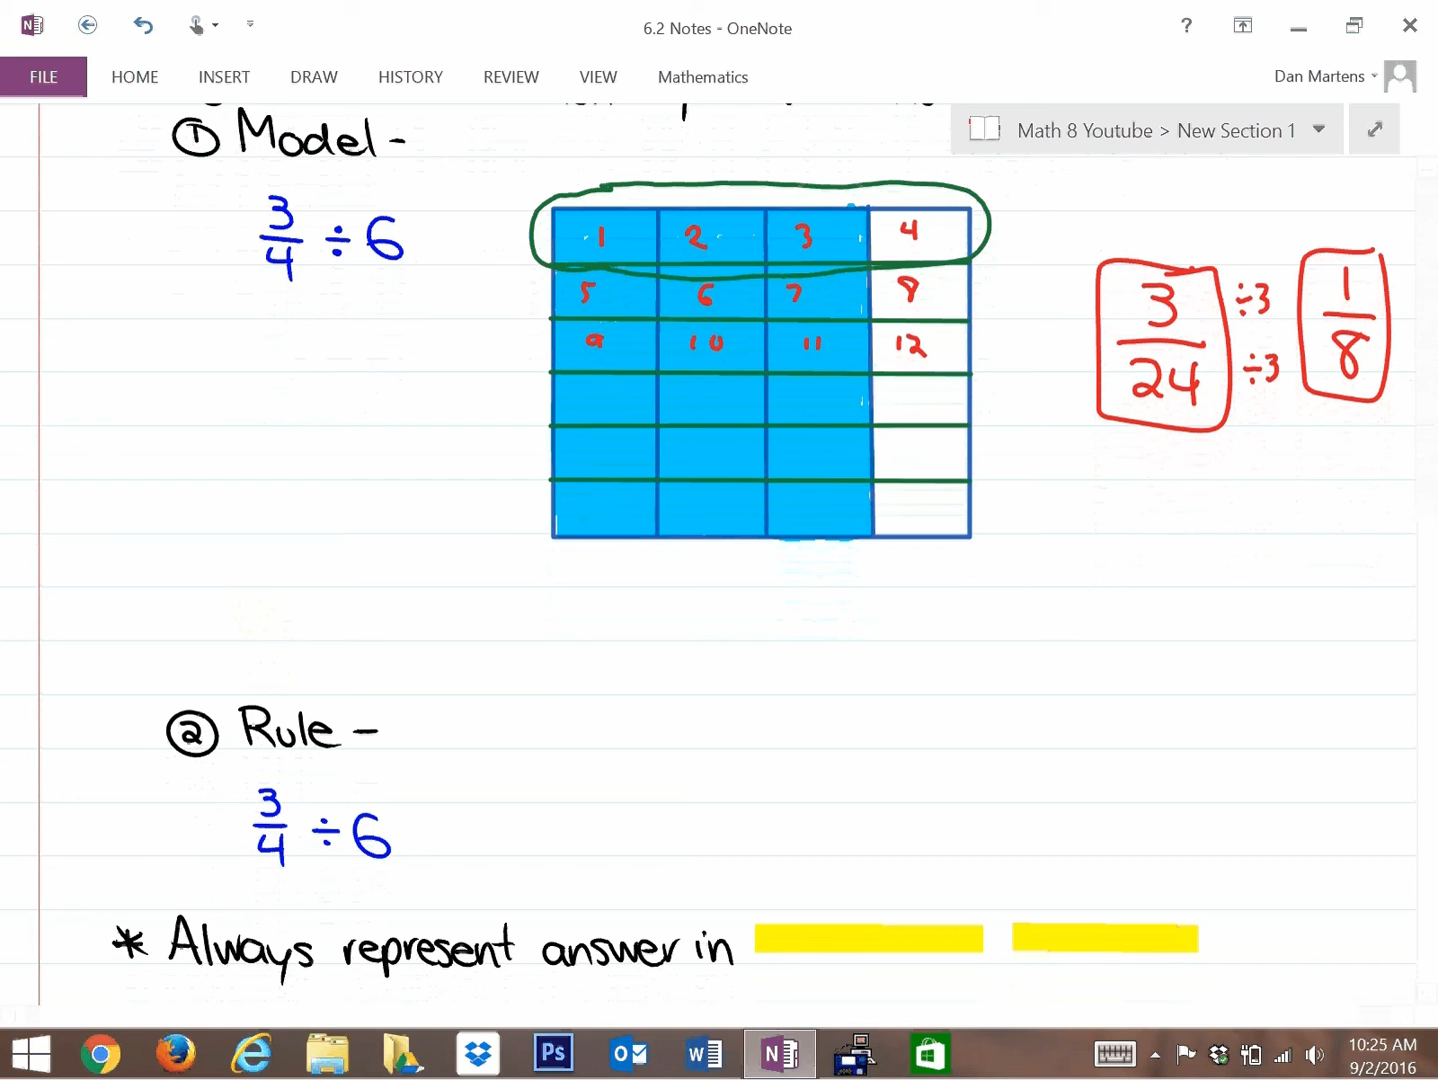 6.2 Notes - OneNote
?
FILE HOME INSERT DRAW HISTORY REVIEW VIEW Mathematics
Dan Martens
Math 8 Youtube > New Section 1
① Model -
3/4 ÷ 6
1 2 3 4
5 6 7 8
9 10 11 12
3/24 ÷3 ÷3 1/8
② Rule -
3/4 ÷ 6
* Always represent answer in
10:25 AM
9/2/2016